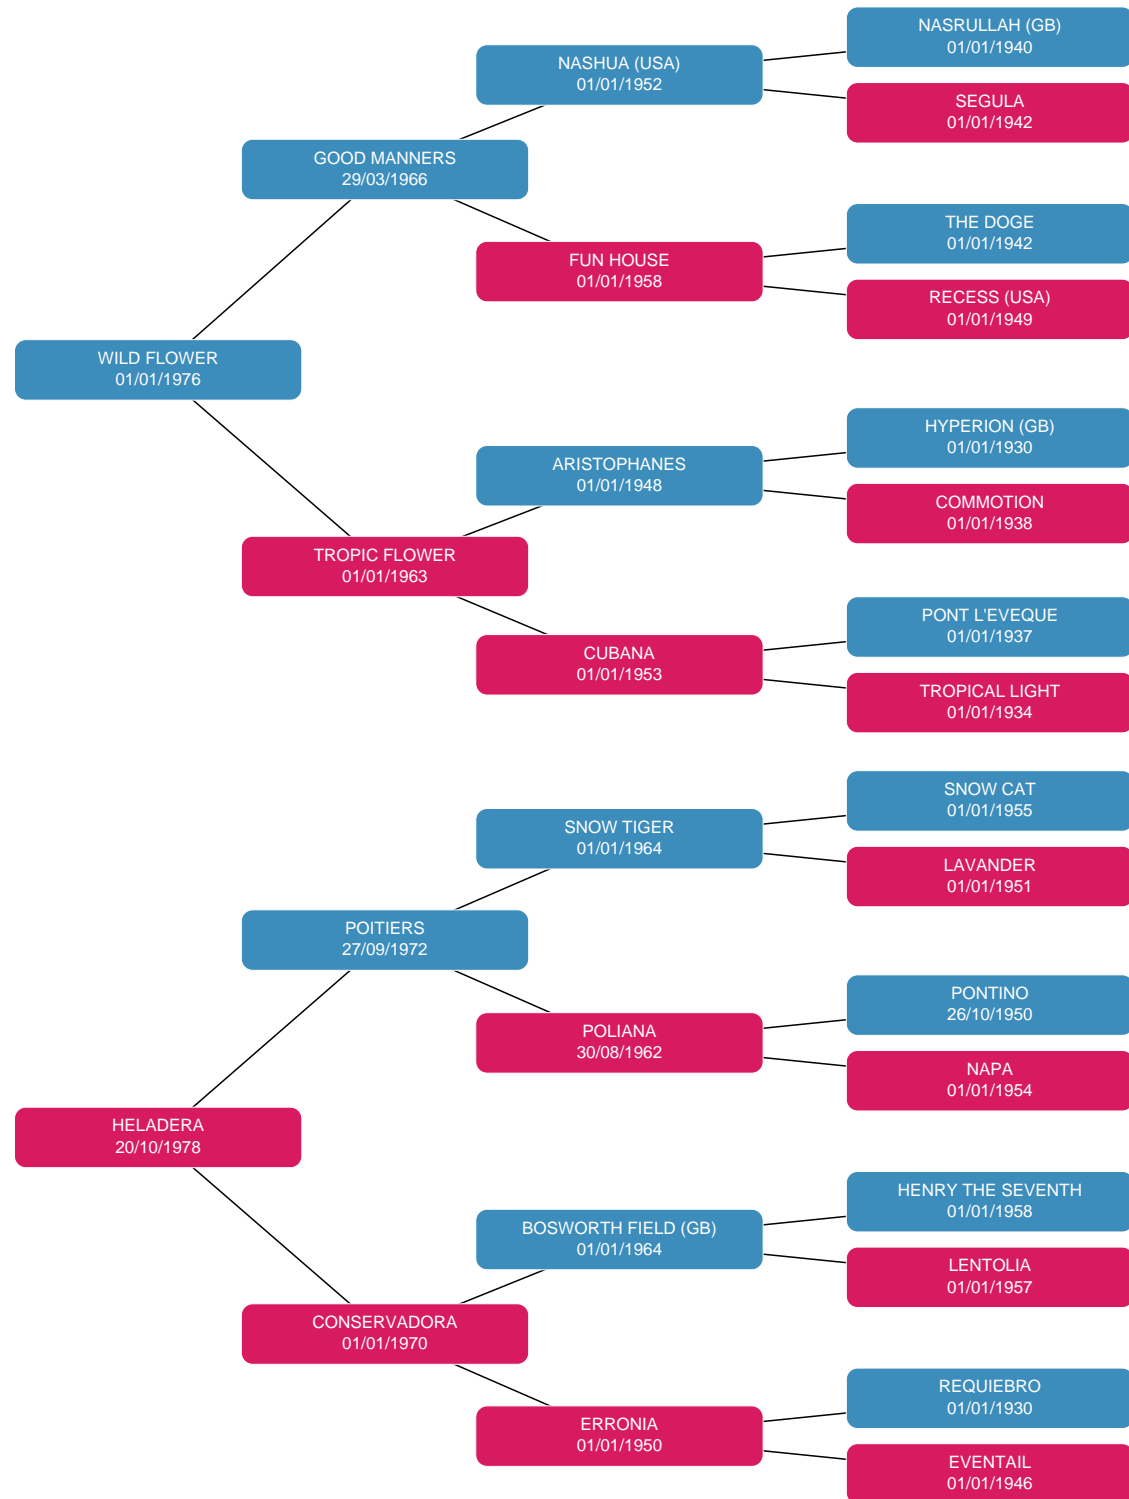 NASRULLAH (GB)
01/01/1940
NASHUA (USA)
01/01/1952
SEGULA
01/01/1942
GOOD MANNERS
29/03/1966
THE DOGE
01/01/1942
FUN HOUSE
01/01/1958
RECESS (USA)
01/01/1949
WILD FLOWER
01/01/1976
HYPERION (GB)
01/01/1930
ARISTOPHANES
01/01/1948
COMMOTION
01/01/1938
TROPIC FLOWER
01/01/1963
PONT L'EVEQUE
01/01/1937
CUBANA
01/01/1953
TROPICAL LIGHT
01/01/1934
SNOW CAT
01/01/1955
SNOW TIGER
01/01/1964
LAVANDER
01/01/1951
POITIERS
27/09/1972
PONTINO
26/10/1950
POLIANA
30/08/1962
NAPA
01/01/1954
HELADERA
20/10/1978
HENRY THE SEVENTH
01/01/1958
BOSWORTH FIELD (GB)
01/01/1964
LENTOLIA
01/01/1957
CONSERVADORA
01/01/1970
REQUIEBRO
01/01/1930
ERRONIA
01/01/1950
EVENTAIL
01/01/1946